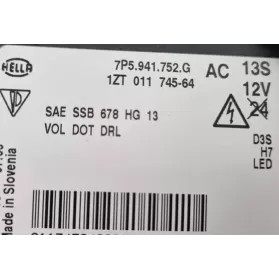 HELLA
7P5.941.752.G
1ZT 011 745-64
AC 13S
12V
24
SAE SSB 678 HG 13
VOL DOT DRL
D3S
H7
LED
Made in Slovenia